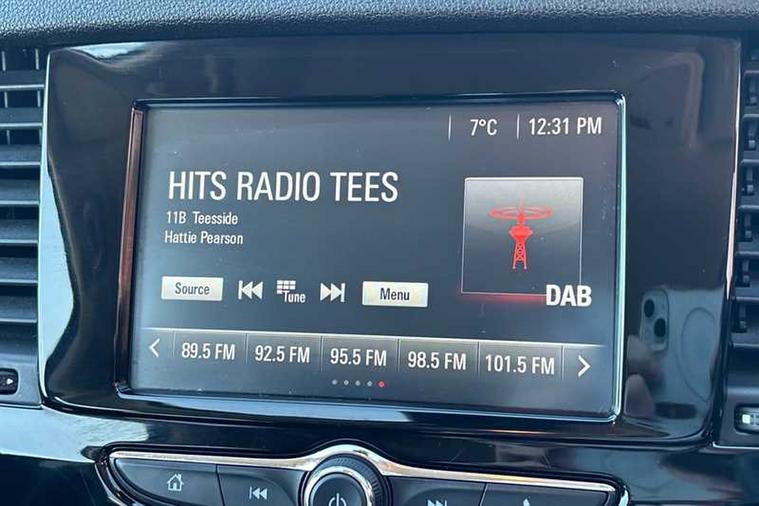 7°C 12:31 PM
HITS RADIO TEES
11B Teesside
Hattie Pearson
DAB
Source Tune Menu
89.5 FM 92.5 FM 95.5 FM 98.5 FM 101.5 FM